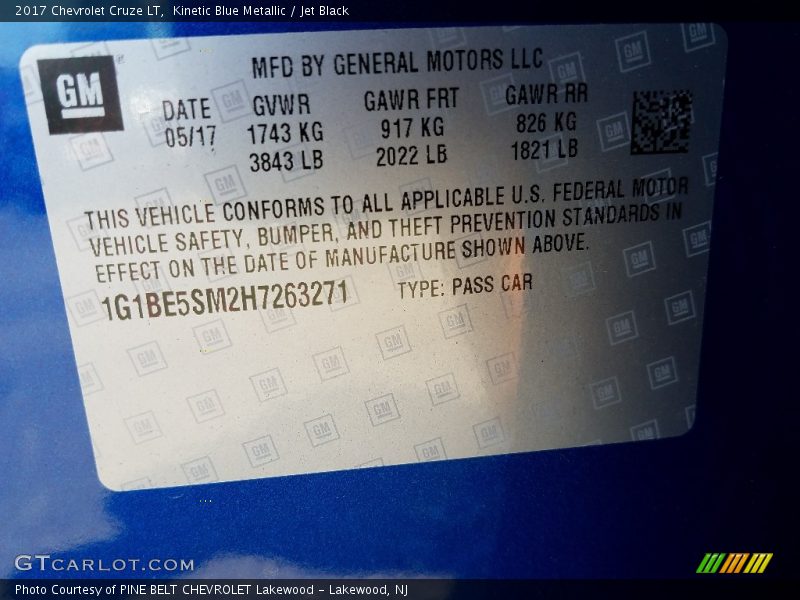 2017 Chevrolet Cruze LT, Kinetic Blue Metallic / Jet Black
GM
MFD BY GENERAL MOTORS LLC
DATE GVWR GAWR FRT GAWR RR
05/17 1743 KG 917 KG 826 KG
3843 LB 2022 LB 1821 LB
THIS VEHICLE CONFORMS TO ALL APPLICABLE U.S. FEDERAL MOTOR
VEHICLE SAFETY, BUMPER, AND THEFT PREVENTION STANDARDS IN
EFFECT ON THE DATE OF MANUFACTURE SHOWN ABOVE.
1G1BE5SM2H7263271 TYPE: PASS CAR
GTCARLOT.COM
Photo Courtesy of PINE BELT CHEVROLET Lakewood - Lakewood, NJ